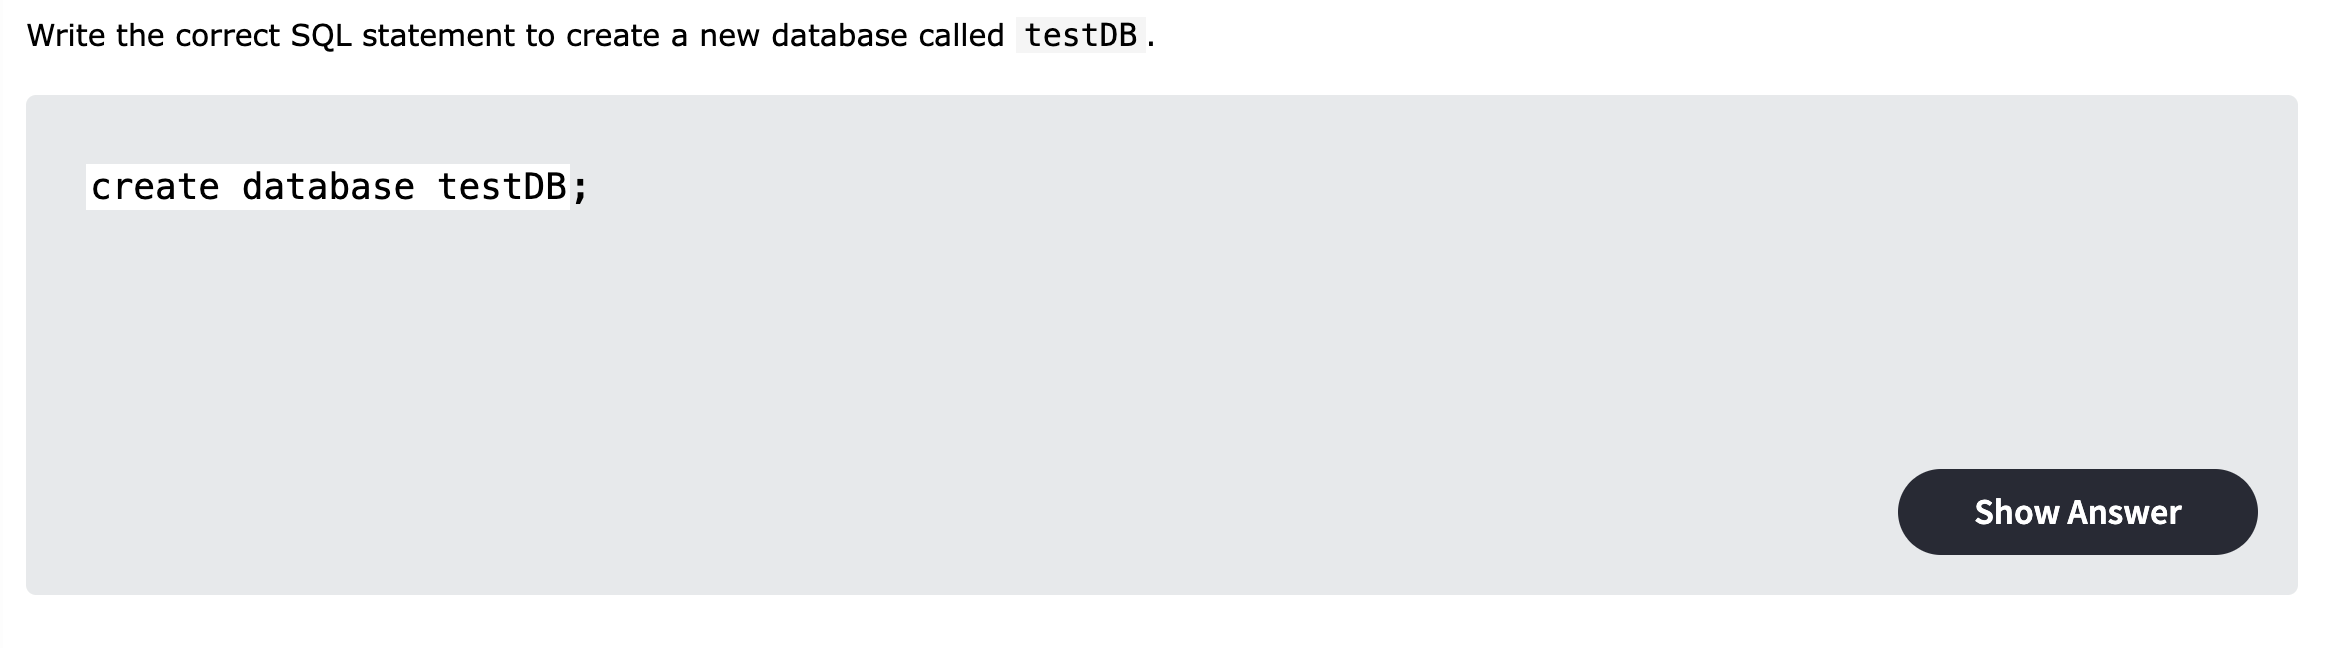 Write the correct SQL statement to create a new database called testDB.
create database testDB;
Show Answer